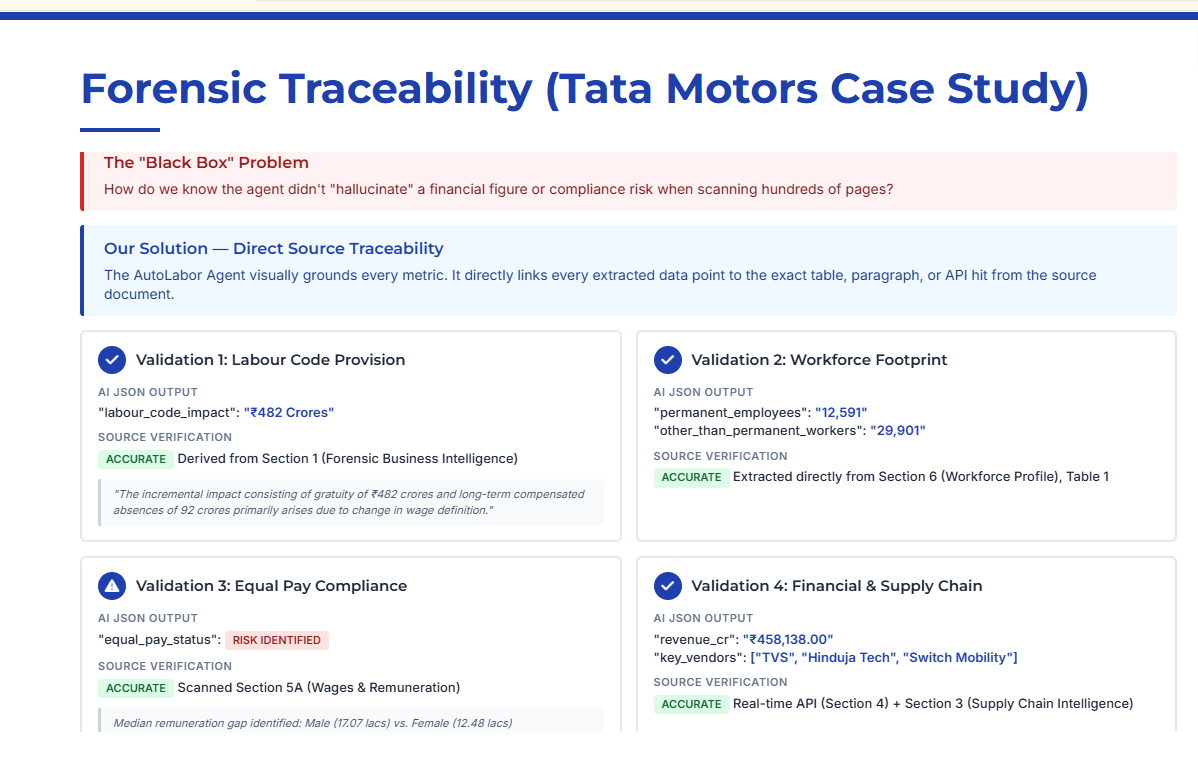 Forensic Traceability (Tata Motors Case Study)
The "Black Box" Problem
How do we know the agent didn't "hallucinate" a financial figure or compliance risk when scanning hundreds of pages?
Our Solution — Direct Source Traceability
The AutoLabor Agent visually grounds every metric. It directly links every extracted data point to the exact table, paragraph, or API hit from the source
document.
Validation 1: Labour Code Provision
AI JSON OUTPUT
"labour_code_impact": "₹482 Crores"
SOURCE VERIFICATION
ACCURATE Derived from Section 1 (Forensic Business Intelligence)
"The incremental impact consisting of gratuity of ₹482 crores and long-term compensated
absences of 92 crores primarily arises due to change in wage definition."
Validation 2: Workforce Footprint
AI JSON OUTPUT
"permanent_employees": "12,591"
"other_than_permanent_workers": "29,901"
SOURCE VERIFICATION
ACCURATE Extracted directly from Section 6 (Workforce Profile), Table 1
Validation 3: Equal Pay Compliance
AI JSON OUTPUT
"equal_pay_status": RISK IDENTIFIED
SOURCE VERIFICATION
ACCURATE Scanned Section 5A (Wages & Remuneration)
Median remuneration gap identified: Male (17.07 lacs) vs. Female (12.48 lacs)
Validation 4: Financial & Supply Chain
AI JSON OUTPUT
"revenue_cr": "₹458,138.00"
"key_vendors": ["TVS", "Hinduja Tech", "Switch Mobility"]
SOURCE VERIFICATION
ACCURATE Real-time API (Section 4) + Section 3 (Supply Chain Intelligence)